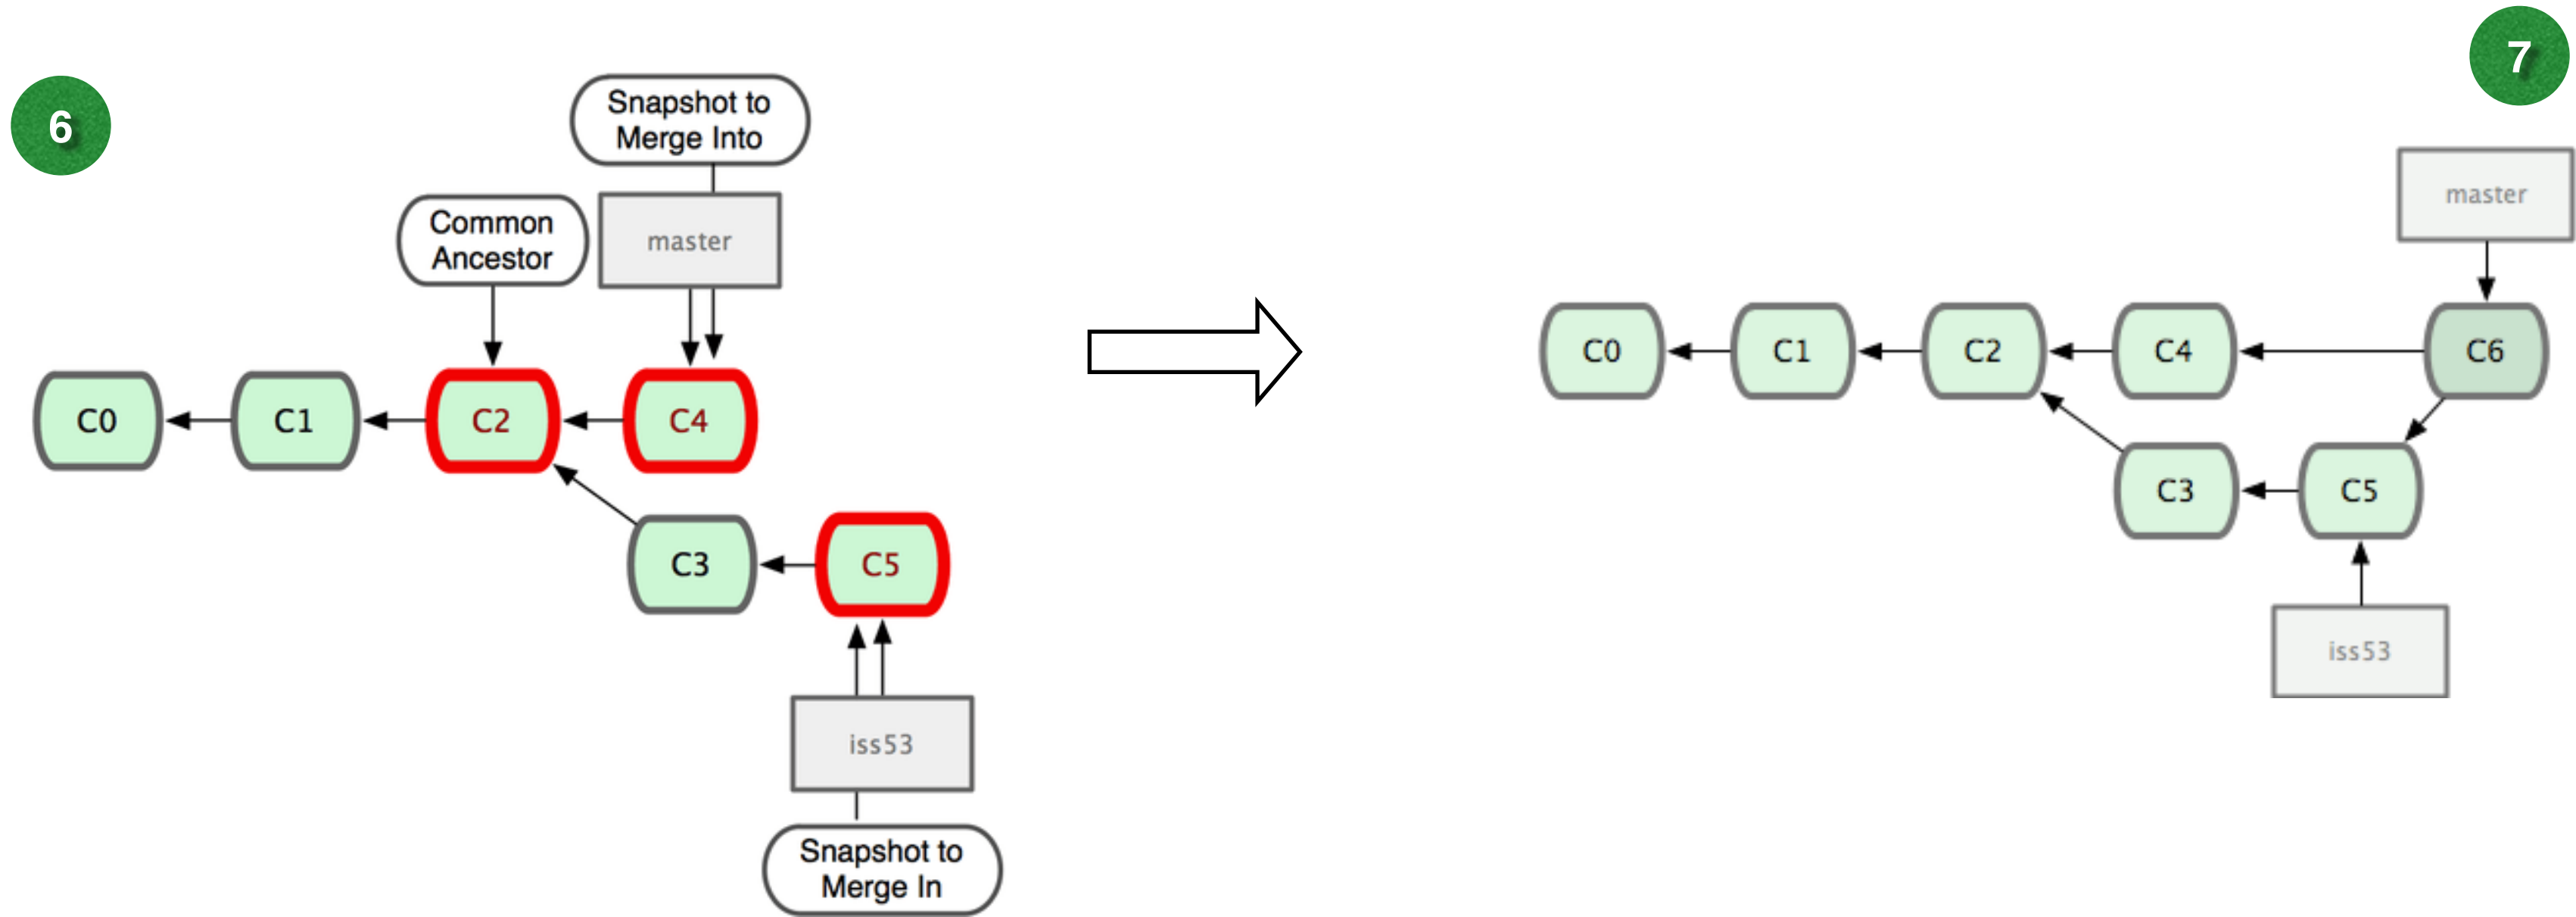 6
Snapshot to
Merge Into
Common
Ancestor
master
C0
C1
C2
C4
C3
C5
iss53
Snapshot to
Merge In
7
master
C0
C1
C2
C4
C6
C3
C5
iss53